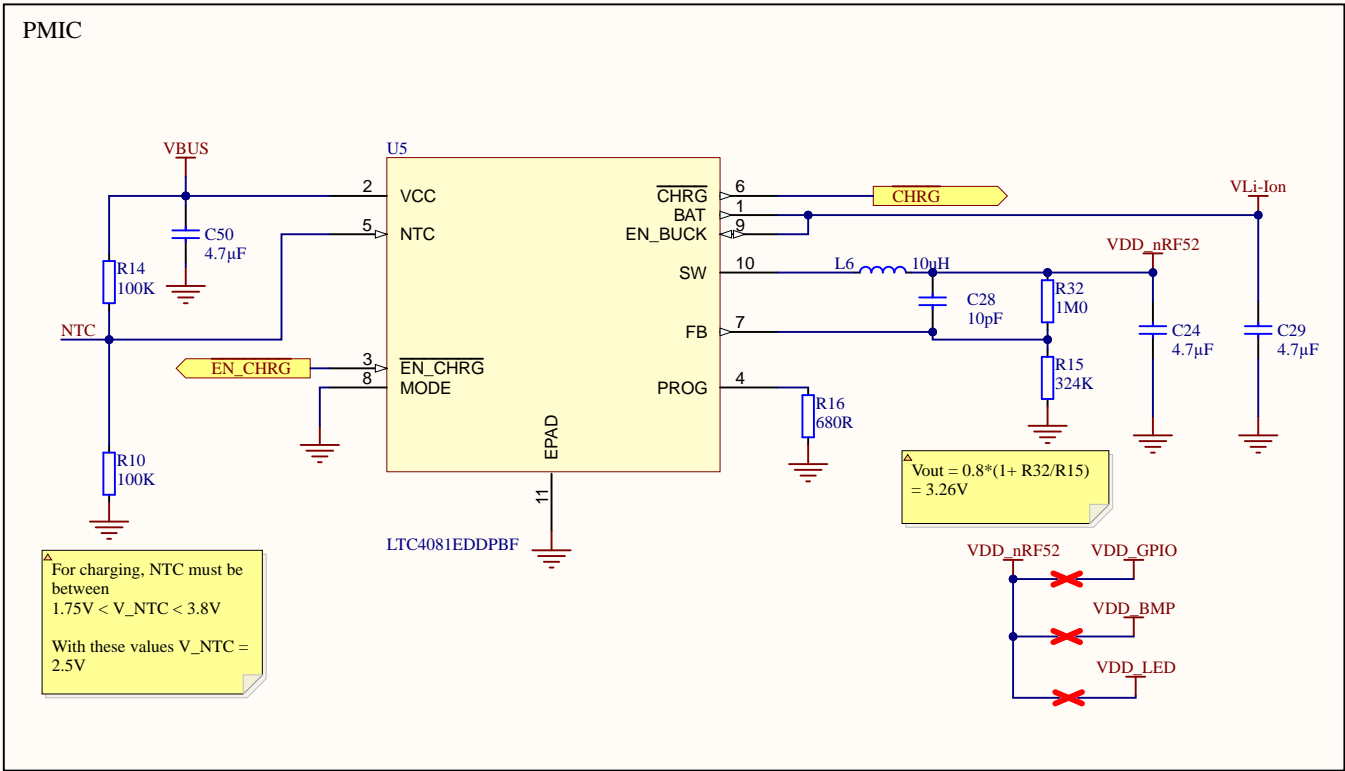 PMIC
VBUS
U5
2
VCC
CHRG
6
CHRG
VLi-Ion
BAT
1
5
NTC
C50
4.7µF
EN_BUCK
9
VDD_nRF52
SW
10
L6
10uH
R14
100K
R32
1M0
C28
10pF
NTC
FB
7
C24
4.7µF
C29
4.7µF
EN_CHRG
3
EN_CHRG
8
MODE
R15
324K
PROG
4
R16
680R
EPAD
11
R10
100K
LTC4081EDDPBF
Vout = 0.8*(1+ R32/R15)
= 3.26V
For charging, NTC must be
between
1.75V < V_NTC < 3.8V
With these values V_NTC =
2.5V
VDD_nRF52
VDD_GPIO
VDD_BMP
VDD_LED